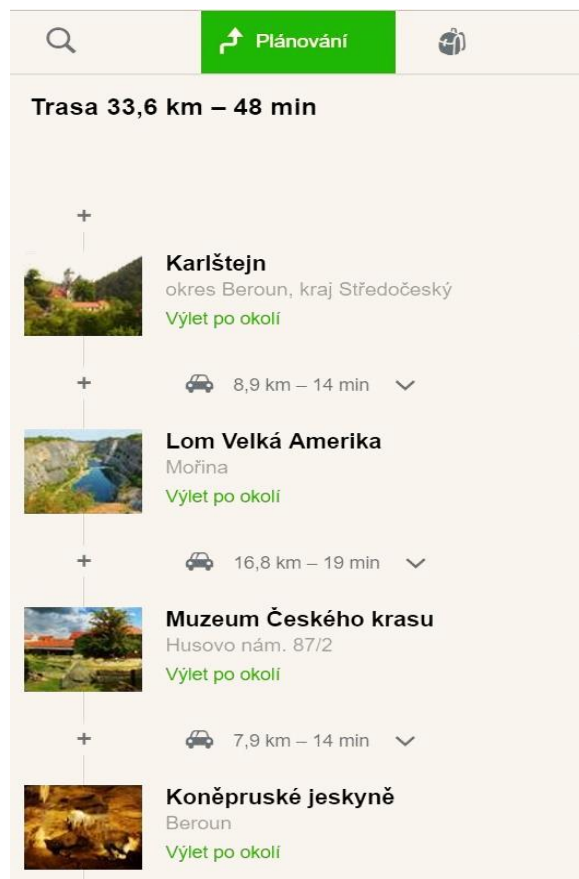 Plánování
Trasa 33,6 km – 48 min
+
Karlštejn
okres Beroun, kraj Středočeský
Výlet po okolí
+ 8,9 km – 14 min
Lom Velká Amerika
Mořina
Výlet po okolí
+ 16,8 km – 19 min
Muzeum Českého krasu
Husovo nám. 87/2
Výlet po okolí
+ 7,9 km – 14 min
Koněpruské jeskyně
Beroun
Výlet po okolí